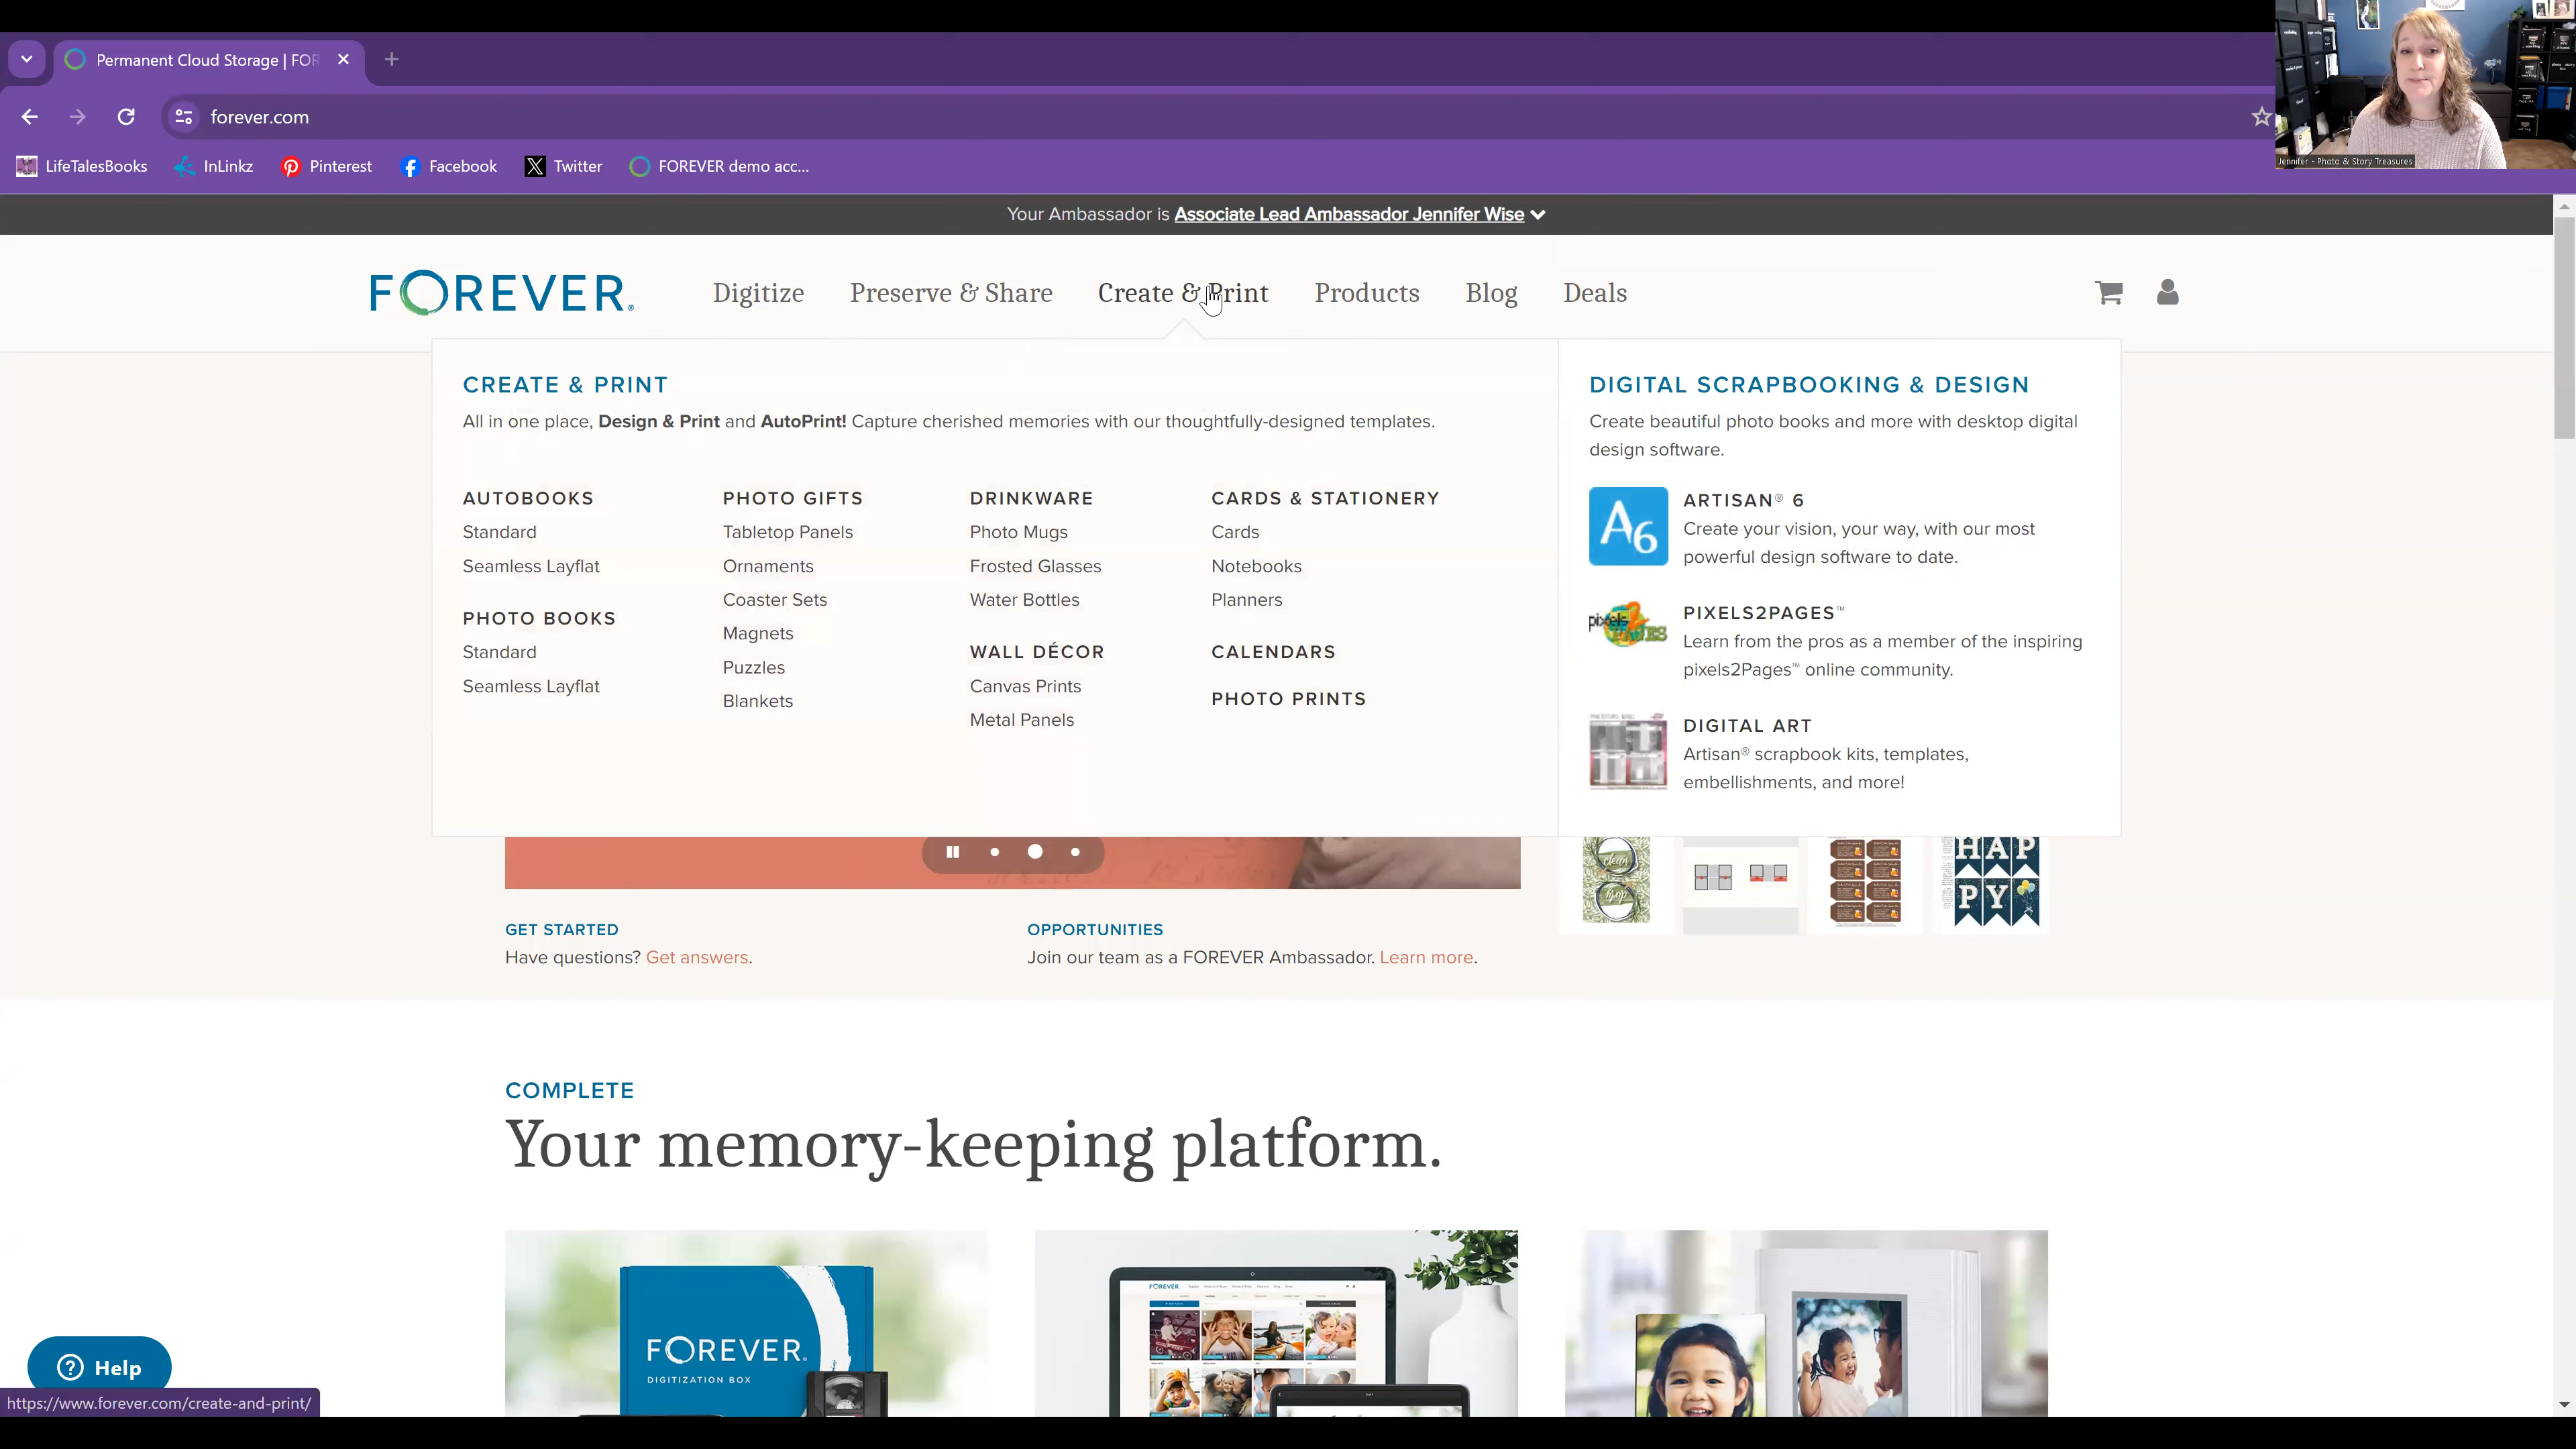 Permanent Cloud Storage | FOR
forever.com
LifeTalesBooks InLinkz Pinterest Facebook Twitter FOREVER demo acc...
Jennifer - Photo & Story Treasures
Your Ambassador is Associate Lead Ambassador Jennifer Wise
FOREVER® Digitize Preserve & Share Create & Print Products Blog Deals
CREATE & PRINT
All in one place, Design & Print and AutoPrint! Capture cherished memories with our thoughtfully-designed templates.
AUTOBOOKS
Standard
Seamless Layflat
PHOTO BOOKS
Standard
Seamless Layflat
PHOTO GIFTS
Tabletop Panels
Ornaments
Coaster Sets
Magnets
Puzzles
Blankets
DRINKWARE
Photo Mugs
Frosted Glasses
Water Bottles
WALL DÉCOR
Canvas Prints
Metal Panels
CARDS & STATIONERY
Cards
Notebooks
Planners
CALENDARS
PHOTO PRINTS
DIGITAL SCRAPBOOKING & DESIGN
Create beautiful photo books and more with desktop digital
design software.
A6
ARTISAN® 6
Create your vision, your way, with our most
powerful design software to date.
pixels 2 PAGES
PIXELS2PAGES™
Learn from the pros as a member of the inspiring
pixels2Pages™ online community.
DIGITAL ART
Artisan® scrapbook kits, templates,
embellishments, and more!
HAP
PY
GET STARTED
Have questions? Get answers.
OPPORTUNITIES
Join our team as a FOREVER Ambassador. Learn more.
COMPLETE
Your memory-keeping platform.
FOREVER.
DIGITIZATION BOX
FOREVER
Help
https://www.forever.com/create-and-print/